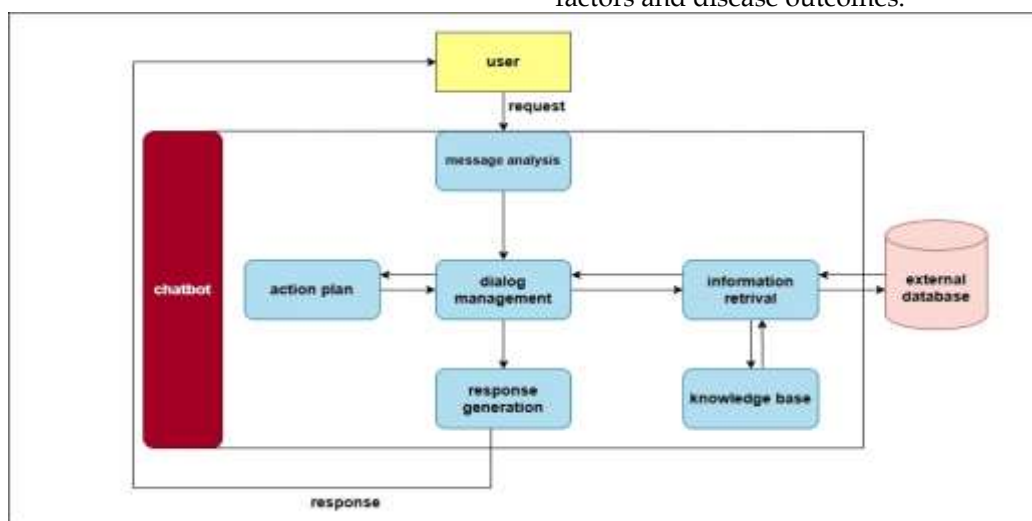 factors and disease outcomes.
user
request
message analysis
chatbot
action plan
dialog
management
information
retrival
external
database
response
generation
knowledge base
response